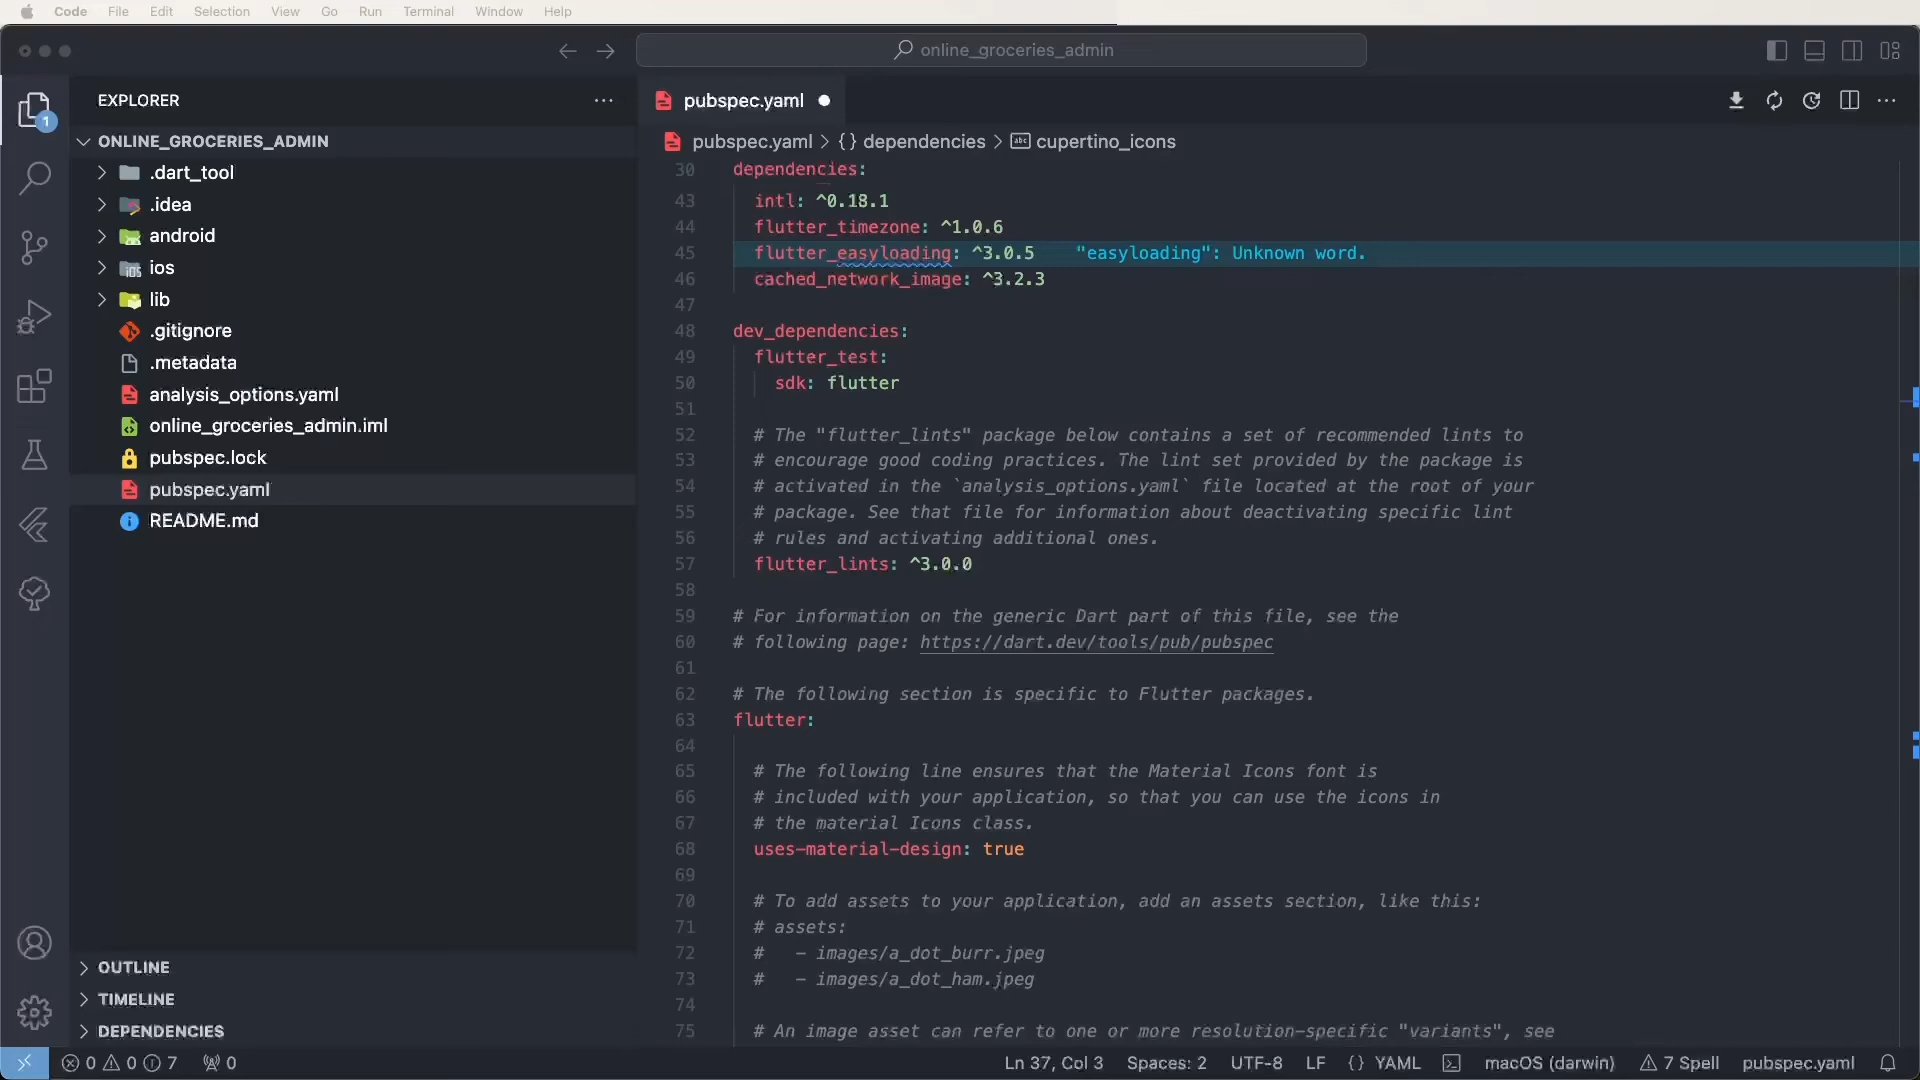 Code File Edit Selection View Go Run Terminal Window Help
online_groceries_admin
EXPLORER
1
ONLINE_GROCERIES_ADMIN
.dart_tool
.idea
android
ios
lib
.gitignore
.metadata
analysis_options.yaml
online_groceries_admin.iml
pubspec.lock
pubspec.yaml
README.md
OUTLINE
TIMELINE
DEPENDENCIES
pubspec.yaml
pubspec.yaml > {} dependencies > abc cupertino_icons
30 dependencies:
43 intl: ^0.18.1
44 flutter_timezone: ^1.0.6
45 flutter_easyloading: ^3.0.5 "easyloading": Unknown word.
46 cached_network_image: ^3.2.3
47
48 dev_dependencies:
49 flutter_test:
50 sdk: flutter
51
52 # The "flutter_lints" package below contains a set of recommended lints to
53 # encourage good coding practices. The lint set provided by the package is
54 # activated in the `analysis_options.yaml` file located at the root of your
55 # package. See that file for information about deactivating specific lint
56 # rules and activating additional ones.
57 flutter_lints: ^3.0.0
58
59 # For information on the generic Dart part of this file, see the
60 # following page: https://dart.dev/tools/pub/pubspec
61
62 # The following section is specific to Flutter packages.
63 flutter:
64
65 # The following line ensures that the Material Icons font is
66 # included with your application, so that you can use the icons in
67 # the material Icons class.
68 uses-material-design: true
69
70 # To add assets to your application, add an assets section, like this:
71 # assets:
72 #   - images/a_dot_burr.jpeg
73 #   - images/a_dot_ham.jpeg
74
75 # An image asset can refer to one or more resolution-specific "variants", see
0 0 7 0 Ln 37, Col 3 Spaces: 2 UTF-8 LF {} YAML macOS (darwin) 7 Spell pubspec.yaml